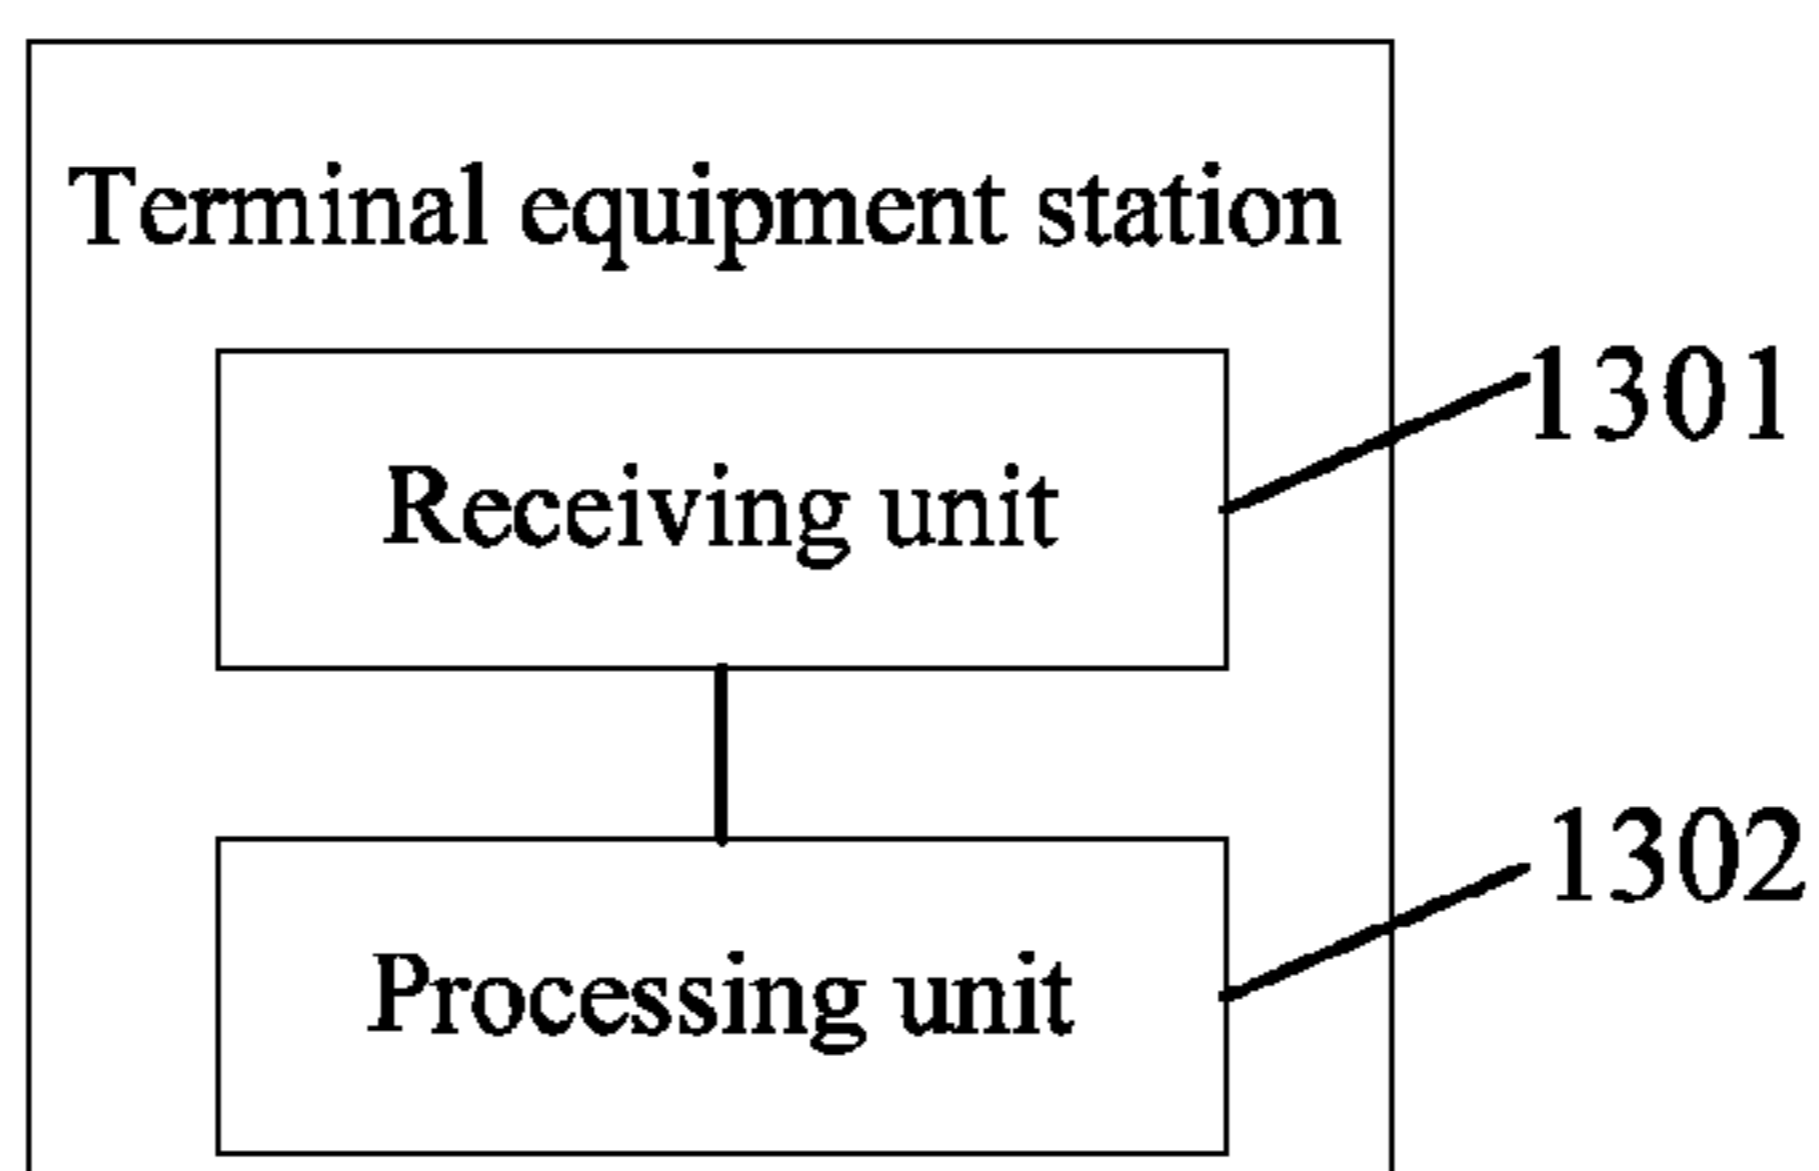 Terminal equipment station
Receiving unit
1301
Processing unit
1302